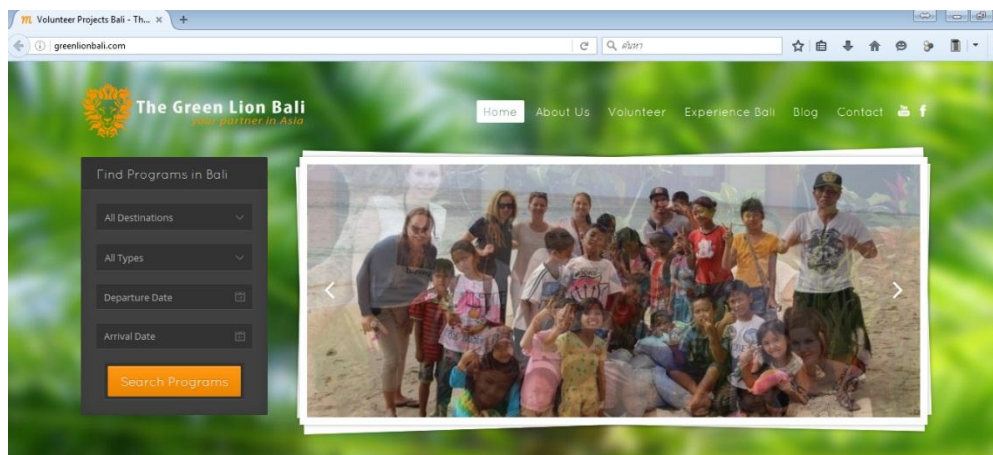 Volunteer Projects Bali - Th...
greenlionbali.com
ค้นหา
The Green Lion Bali
your partner in Asia
Home About Us Volunteer Experience Bali Blog Contact
Find Programs in Bali
All Destinations
All Types
Departure Date
Arrival Date
Search Programs